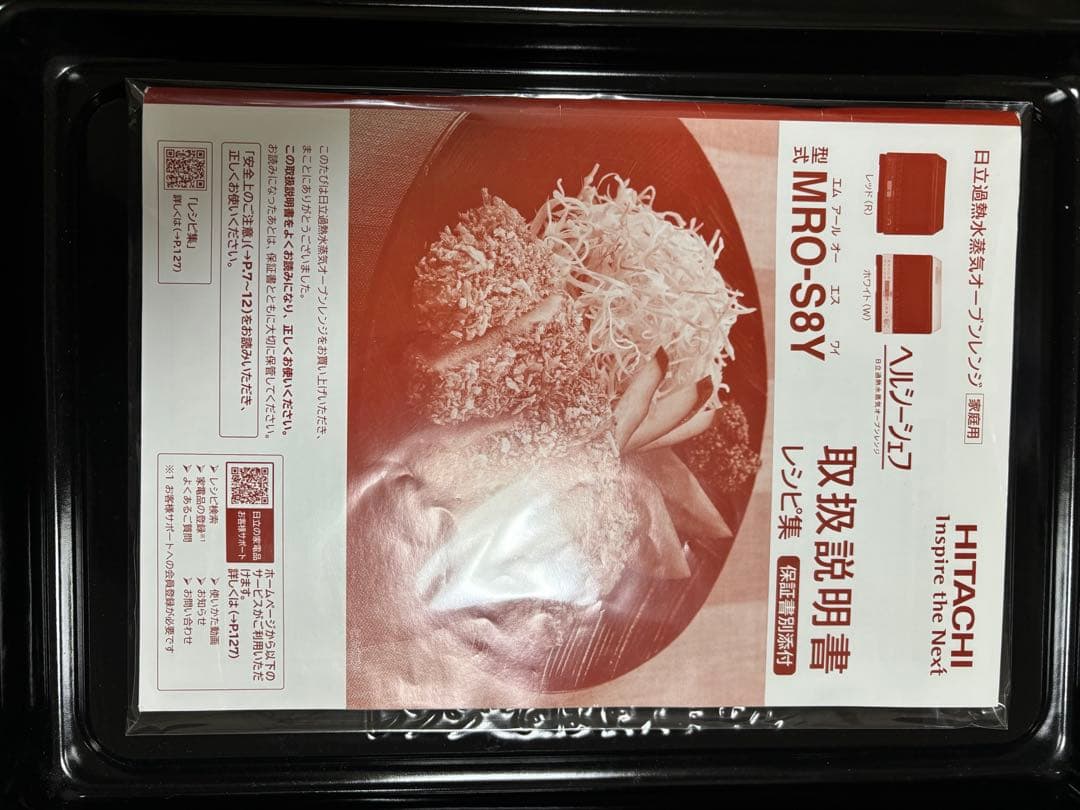 日立過熱水蒸気オーブンレンジ 家庭用
HITACHI
Inspire the Next
レッド(R)
ホワイト(W)
ヘルシーシェフ
日立過熱水蒸気オーブンレンジ
エム アール オー エス ワイ
型式 MRO-S8Y
取扱説明書
レシピ集 保証書別添付
このたびは日立過熱水蒸気オーブンレンジをお買い上げいただき、
まことにありがとうございました。
この取扱説明書をよくお読みになり、正しくお使いください。
お読みになったあとは、保証書とともに大切に保管してください。
「安全上のご注意」(→P.7~12)をお読みいただき、
正しくお使いください。
「レシピ集」
詳しくは(→P.127)
日立の家電品
お客様サポート
ホームページから以下の
サービスがご利用いただ
けます。
詳しくは(→P.127)
➤ レシピ検索 ➤ 使いかた動画
➤ 家電品の登録※1 ➤ お知らせ
➤ よくあるご質問 ➤ お問い合わせ
※1 お客様サポートへの会員登録が必要です